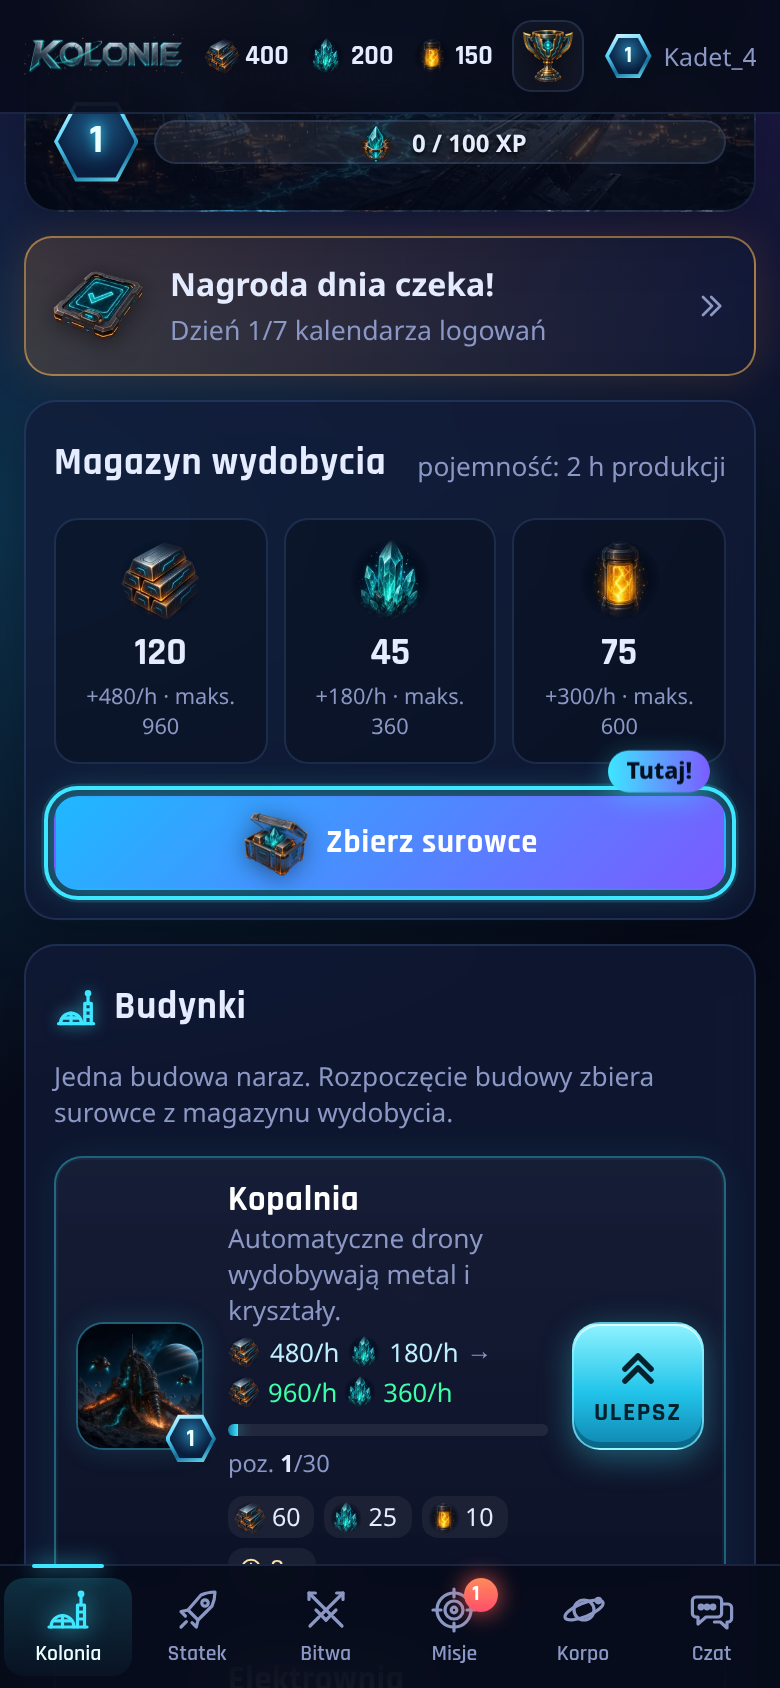 KOLONIE 400 200 150 1 Kadet_4
1 0 / 100 XP
Nagroda dnia czeka!
Dzień 1/7 kalendarza logowań
Magazyn wydobycia pojemność: 2 h produkcji
120 45 75
+480/h · maks. 960 +180/h · maks. 360 +300/h · maks. 600
Tutaj!
Zbierz surowce
Budynki
Jedna budowa naraz. Rozpoczęcie budowy zbiera
surowce z magazynu wydobycia.
Kopalnia
Automatyczne drony
wydobywają metal i
kryształy.
480/h 180/h →
960/h 360/h
ULEPSZ
1
poz. 1/30
60 25 10
Elektrownia
1
Kolonia Statek Bitwa Misje Korpo Czat